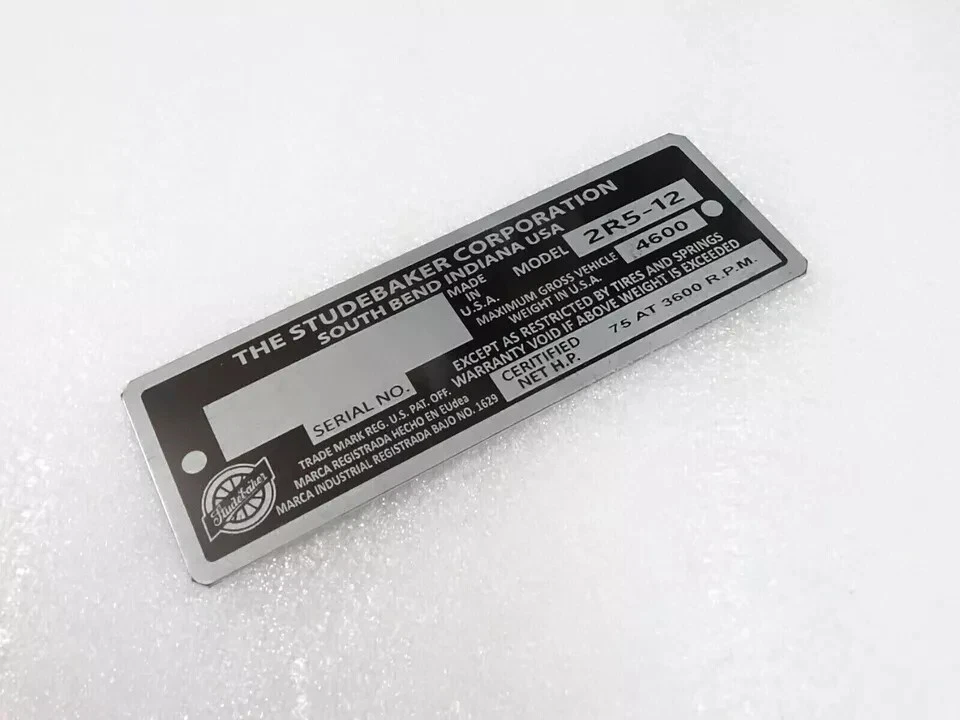 THE STUDEBAKER CORPORATION
SOUTH BEND INDIANA USA
MADE
IN
U.S.A.
MODEL 2R5-12
MAXIMUM GROSS VEHICLE
WEIGHT IN U.S.A.
4600
EXCEPT AS RESTRICTED BY TIRES AND SPRINGS
WARRANTY VOID IF ABOVE WEIGHT IS EXCEEDED
CERITIFIED
NET H.P.
75 AT 3600 R.P.M.
SERIAL NO.
TRADE MARK REG. U.S. PAT. OFF.
MARCA REGISTRADA HECHO EN EUdea
MARCA INDUSTRIAL REGISTRADA BAJO NO. 1629
Studebaker